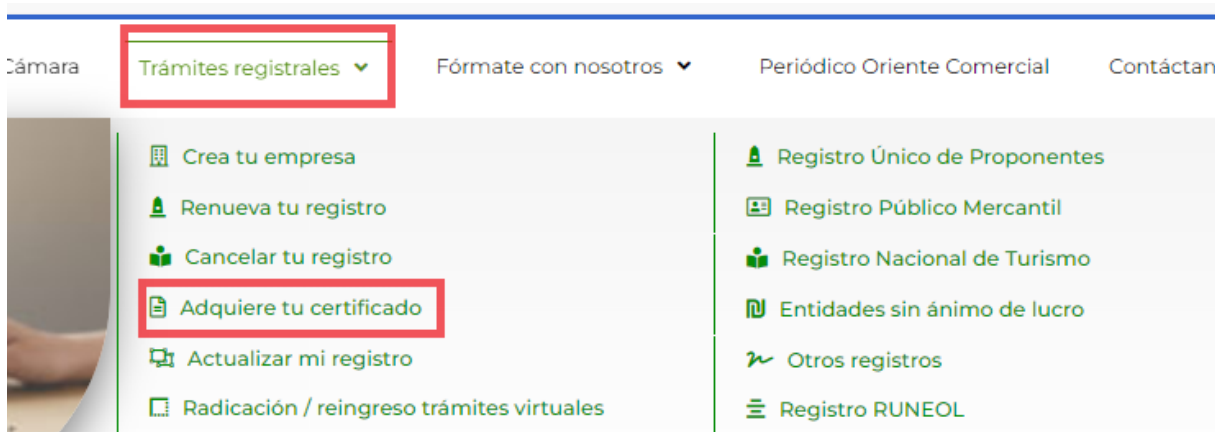 Cámara Trámites registrales Fórmate con nosotros Periódico Oriente Comercial Contáctan
Crea tu empresa
Renueva tu registro
Cancelar tu registro
Adquiere tu certificado
Actualizar mi registro
Radicación / reingreso trámites virtuales
Registro Único de Proponentes
Registro Público Mercantil
Registro Nacional de Turismo
Entidades sin ánimo de lucro
Otros registros
Registro RUNEOL